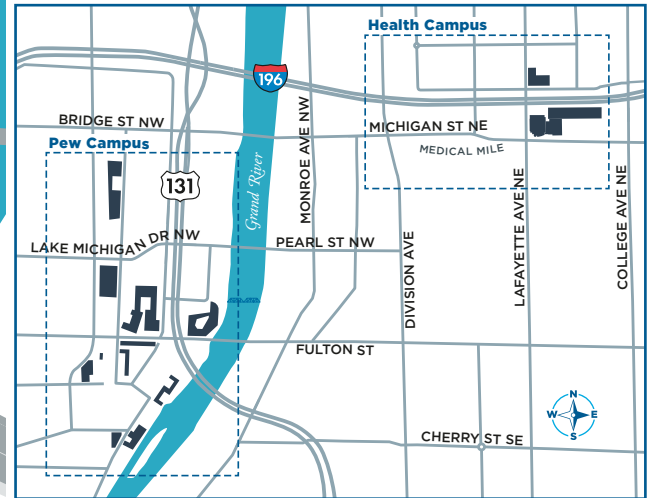 Health Campus
196
BRIDGE ST NW
MONROE AVE NW
MICHIGAN ST NE
MEDICAL MILE
Pew Campus
131
Grand River
LAKE MICHIGAN DR NW
PEARL ST NW
DIVISION AVE
LAFAYETTE AVE NE
COLLEGE AVE NE
FULTON ST
CHERRY ST SE
N
W E
S